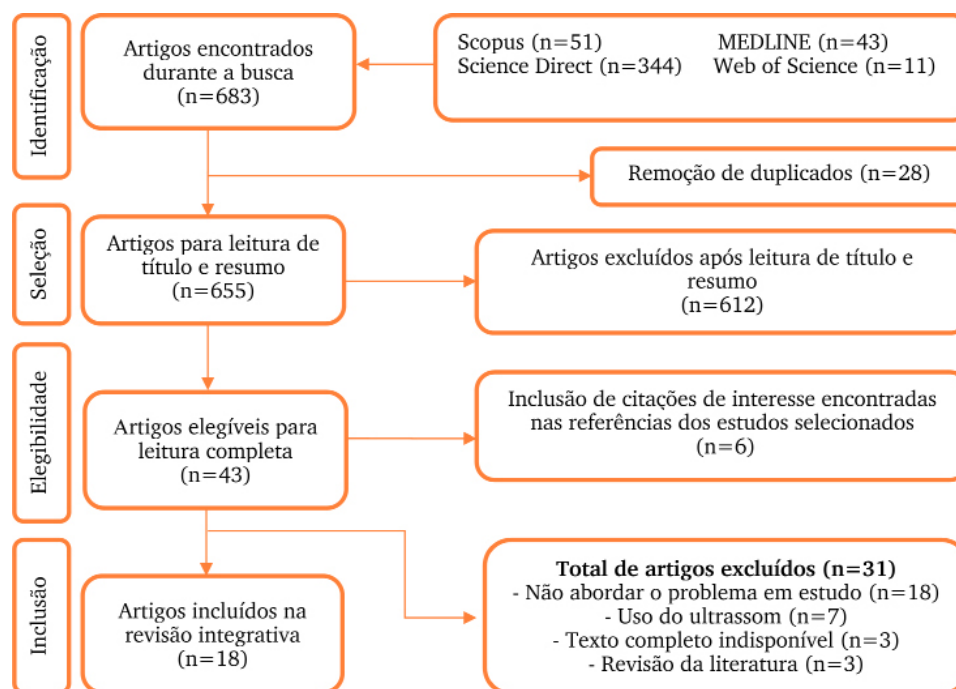 Identificação
Artigos encontrados
durante a busca
(n=683)
Scopus (n=51) MEDLINE (n=43)
Science Direct (n=344) Web of Science (n=11)
Remoção de duplicados (n=28)
Seleção
Artigos para leitura de
título e resumo
(n=655)
Artigos excluídos após leitura de título e
resumo
(n=612)
Elegibilidade
Artigos elegíveis para
leitura completa
(n=43)
Inclusão de citações de interesse encontradas
nas referências dos estudos selecionados
(n=6)
Inclusão
Artigos incluídos na
revisão integrativa
(n=18)
Total de artigos excluídos (n=31)
- Não abordar o problema em estudo (n=18)
- Uso do ultrassom (n=7)
- Texto completo indisponível (n=3)
- Revisão da literatura (n=3)